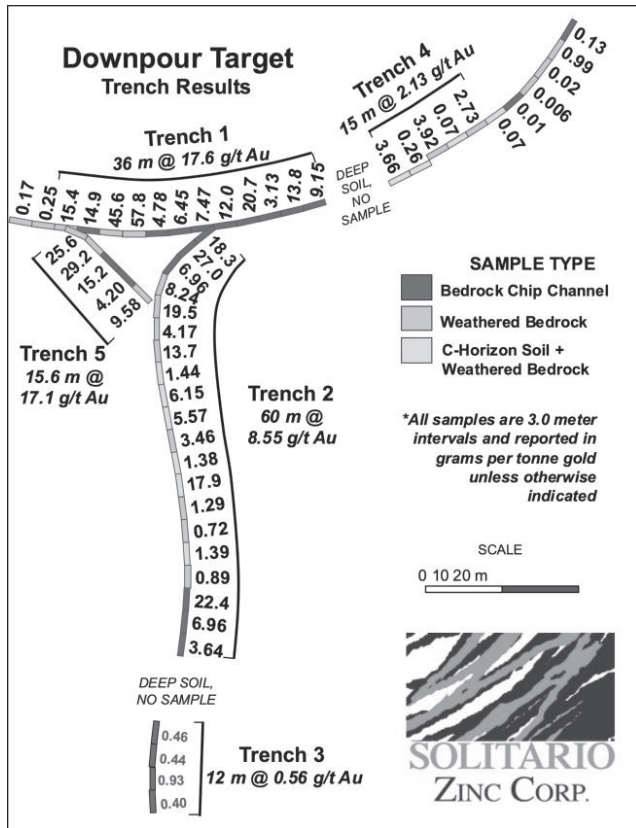 Downpour Target
Trench Results
Trench 1
36 m @ 17.6 g/t Au
0.17
0.25
15.4
14.9
45.6
57.8
4.78
6.45
7.47
12.0
20.7
3.13
13.8
9.15
Trench 4
15 m @ 2.13 g/t Au
DEEP
SOIL,
NO
SAMPLE
3.66
0.26
3.92
0.07
2.73
0.07
0.01
0.006
0.02
0.99
0.13
25.6
29.2
15.2
4.20
9.58
Trench 5
15.6 m @
17.1 g/t Au
18.3
27.0
6.96
8.24
19.5
4.17
13.7
1.44
6.15
5.57
3.46
1.38
17.9
1.29
0.72
1.39
0.89
22.4
6.96
3.64
Trench 2
60 m @
8.55 g/t Au
SAMPLE TYPE
Bedrock Chip Channel
Weathered Bedrock
C-Horizon Soil +
Weathered Bedrock
*All samples are 3.0 meter
intervals and reported in
grams per tonne gold
unless otherwise
indicated
SCALE
0 10 20 m
DEEP SOIL,
NO SAMPLE
0.46
0.44
0.93
0.40
Trench 3
12 m @ 0.56 g/t Au
SOLITARIO
ZINC CORP.